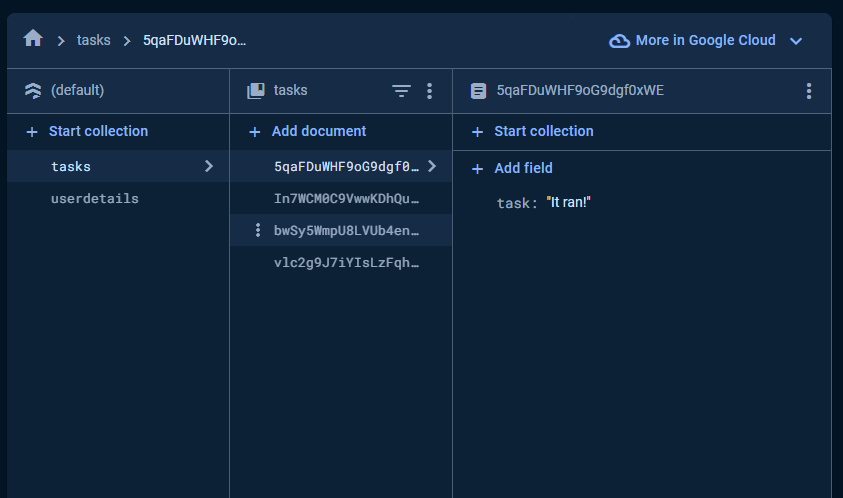 tasks
5qaFDuWHF9o…
More in Google Cloud
(default)
tasks
5qaFDuWHF9oG9dgf0xWE
+ Start collection
+ Add document
+ Start collection
tasks
5qaFDuWHF9oG9dgf0…
+ Add field
userdetails
In7WCM0C9VwwKDhQu…
task: "It ran!"
bwSy5WmpU8LVUb4en…
vlc2g9J7iYIsLzFqh…